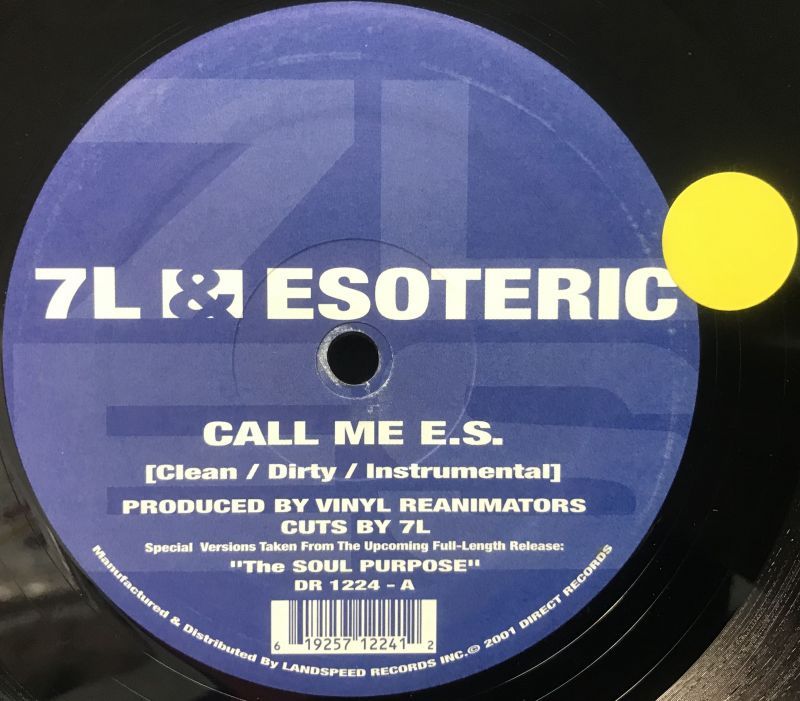 7L
ES
7L & ESOTERIC
CALL ME E.S.
[Clean / Dirty / Instrumental]
PRODUCED BY VINYL REANIMATORS
CUTS BY 7L
Special Versions Taken From The Upcoming Full-Length Release:
"The SOUL PURPOSE"
DR 1224 - A
6 19257 12241 2
Manufactured & Distributed By LANDSPEED RECORDS INC.© 2001 DIRECT RECORDS